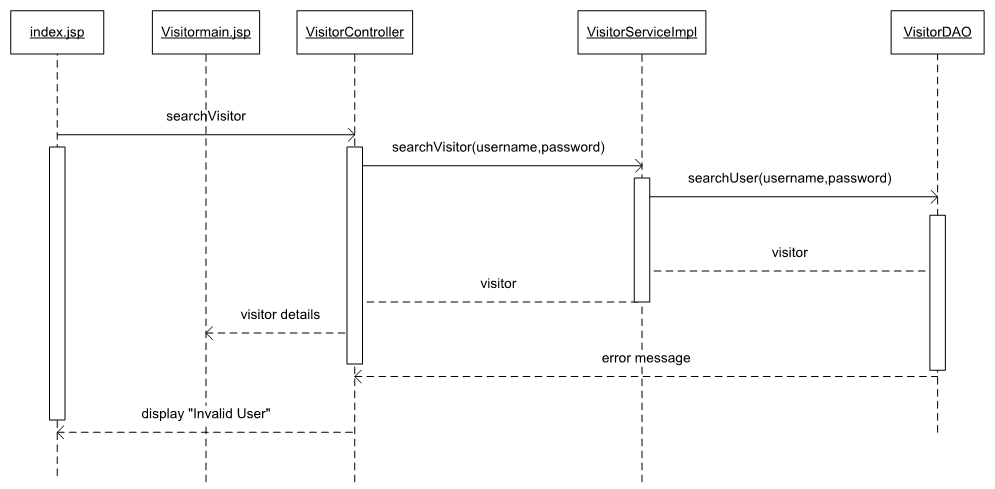 index.jsp
Visitormain.jsp
VisitorController
VisitorServiceImpl
VisitorDAO
searchVisitor
searchVisitor(username,password)
searchUser(username,password)
visitor
visitor
visitor details
error message
display "Invalid User"